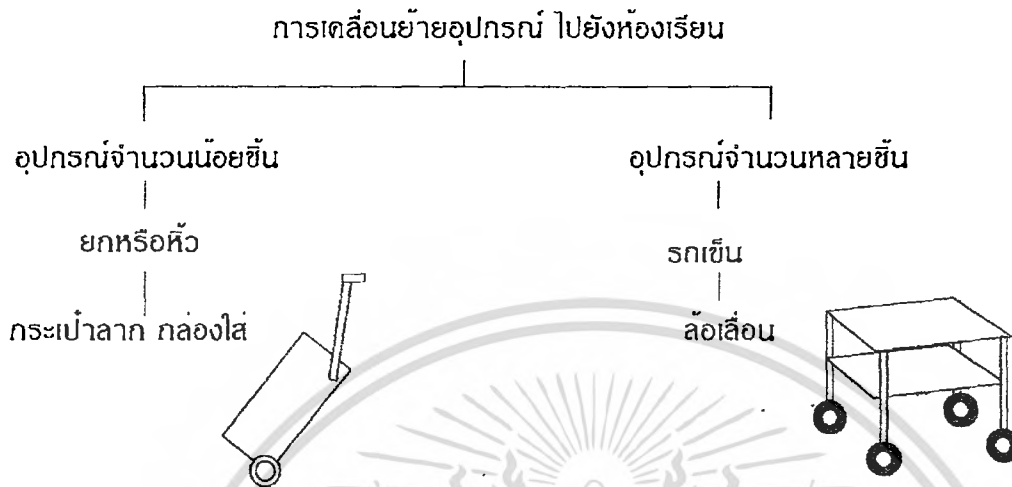 การเคลื่อนย้ายอุปกรณ์ ไปยังห้องเรียน
อุปกรณ์จำนวนน้อยชิ้น
อุปกรณ์จำนวนหลายชิ้น
ยกหรือหิ้ว
รถเข็น
กระเป๋าลาก กล่องใส่
ล้อเลื่อน